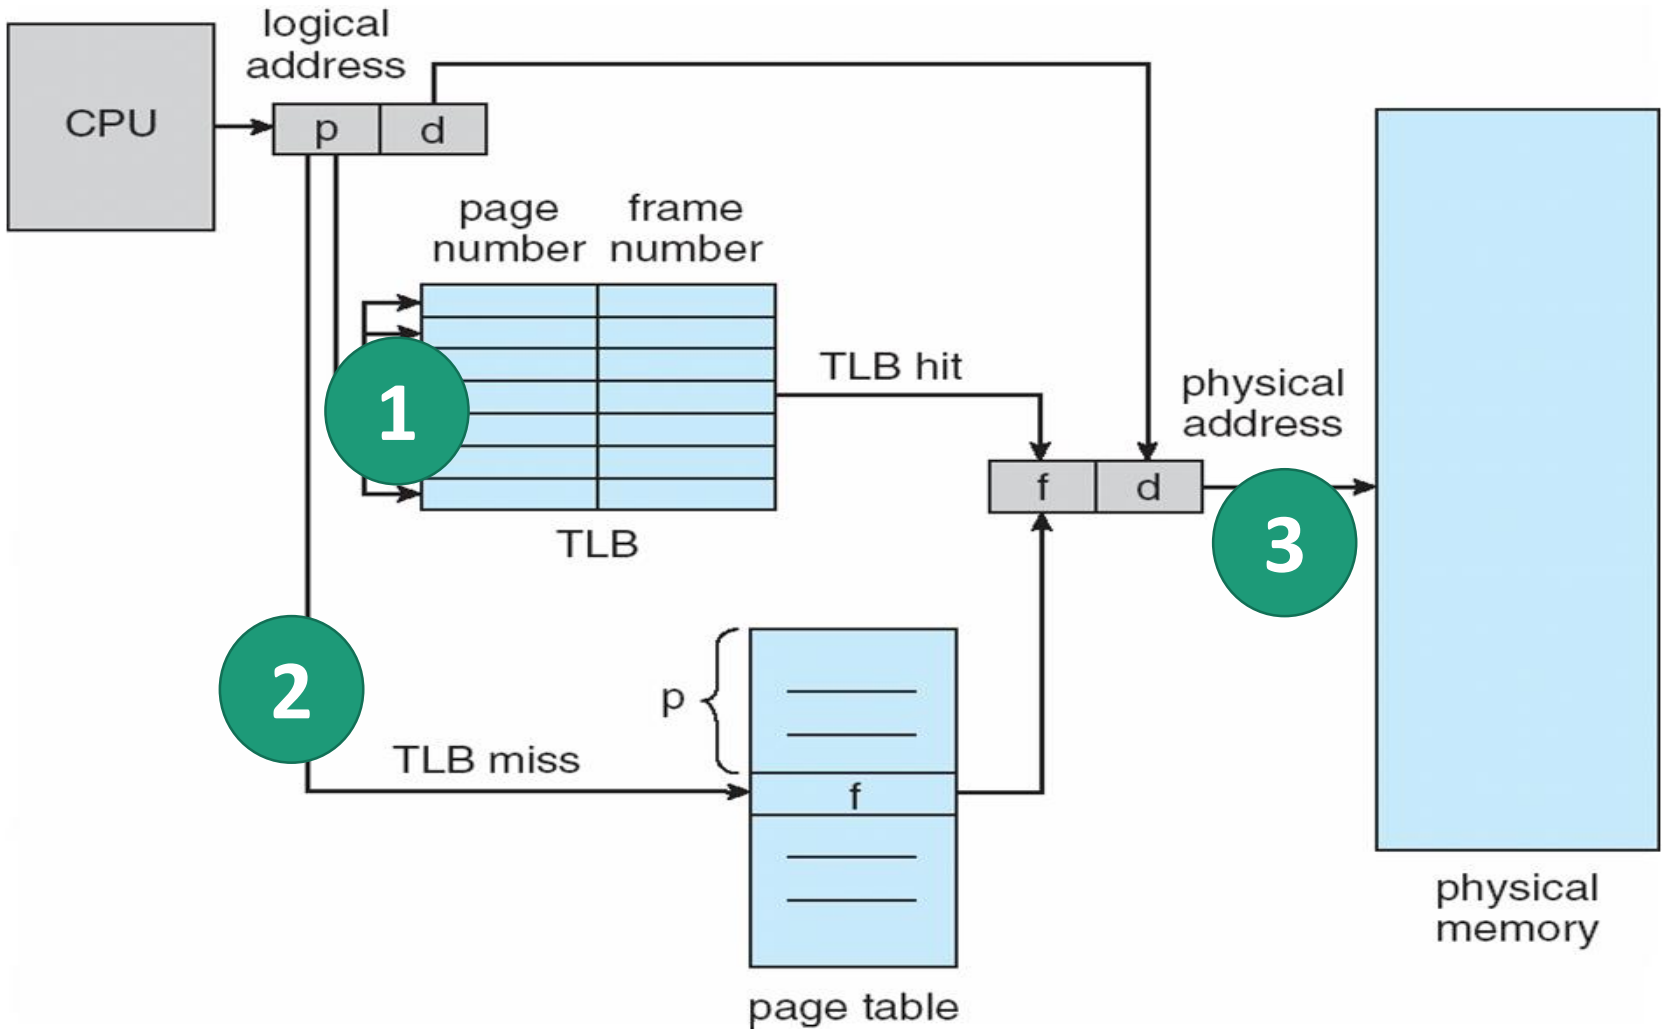 logical
address
CPU
p
d
page
number
frame
number
1
TLB hit
TLB
physical
address
f
d
3
2
p
TLB miss
f
page table
physical
memory